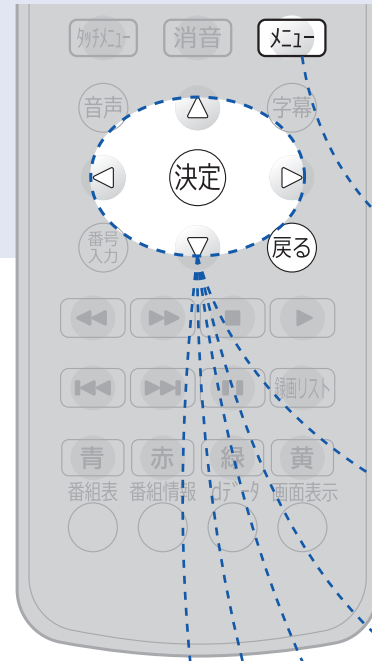 ﾀｯﾁﾒﾆｭｰ 消音 ﾒﾆｭｰ
音声 字幕
決定
番号
入力
戻る
録画ﾘｽﾄ
青 赤 緑 黄
番組表 番組情報 dデータ 画面表示